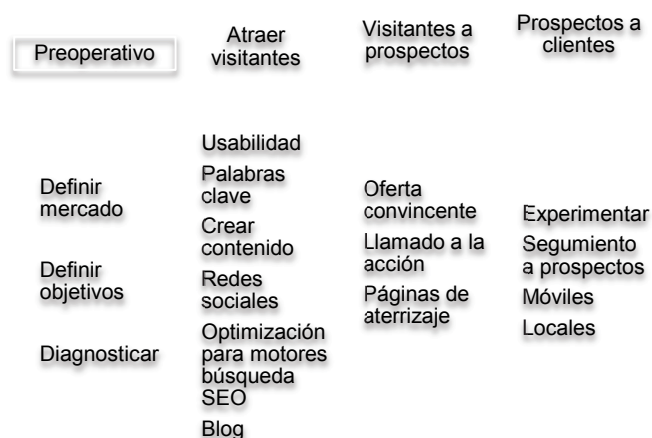 Preoperativo
Atraer
visitantes
Visitantes a
prospectos
Prospectos a
clientes
Definir
mercado
Definir
objetivos
Diagnosticar
Usabilidad
Palabras
clave
Crear
contenido
Redes
sociales
Optimización
para motores
búsqueda
SEO
Blog
Oferta
convincente
Llamado a la
acción
Páginas de
aterrizaje
Experimentar
Segumiento
a prospectos
Móviles
Locales